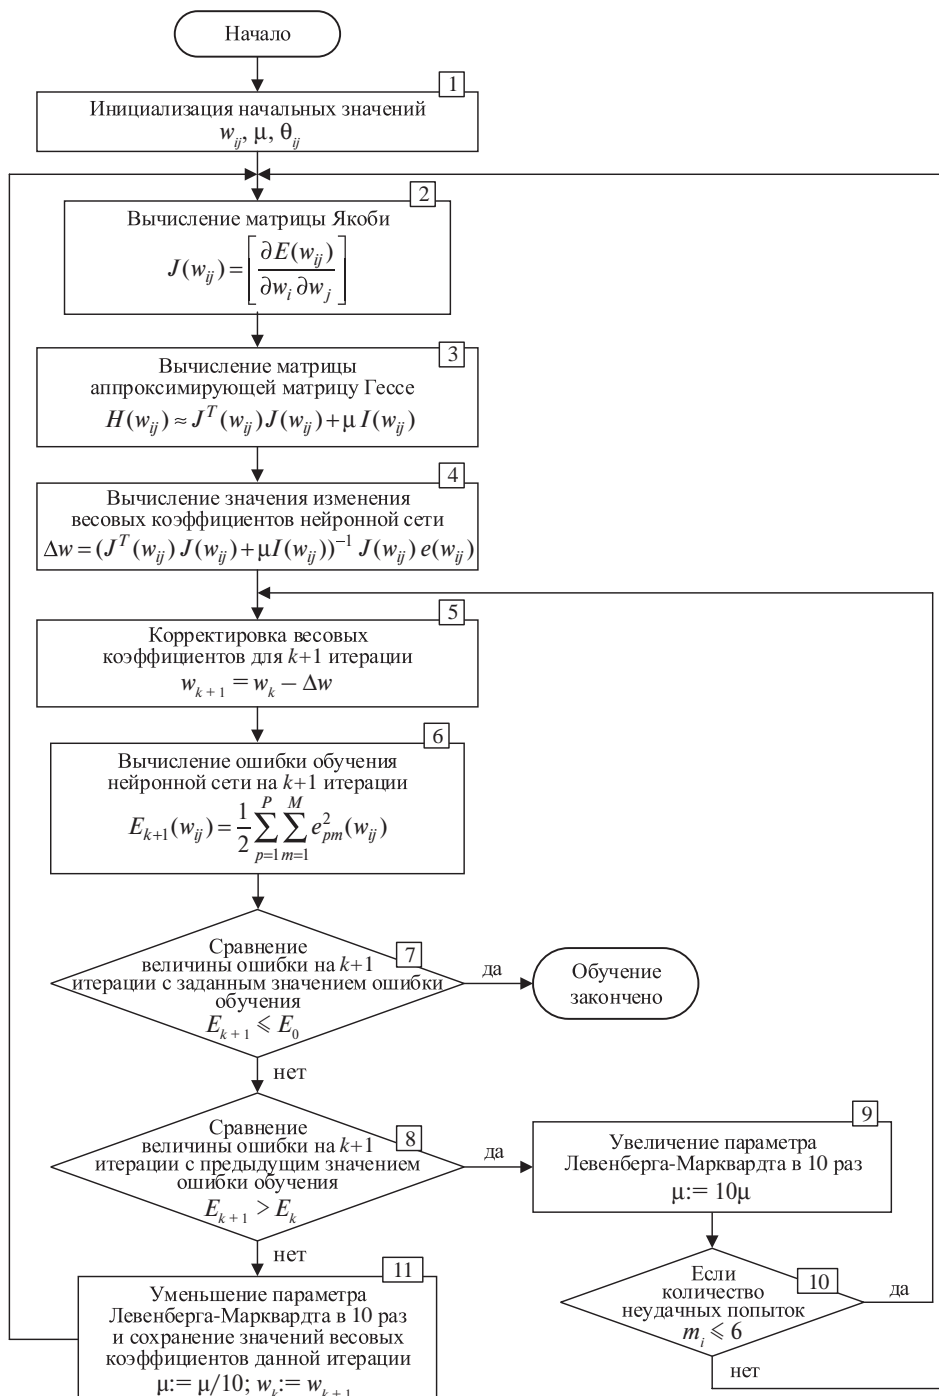 Начало
1
Инициализация начальных значений
w_ij, μ, θ_ij
2
Вычисление матрицы Якоби
J(w_ij) = [∂E(w_ij) / ∂w_i ∂w_j]
3
Вычисление матрицы
аппроксимирующей матрицу Гессе
H(w_ij) ≈ J^T(w_ij) J(w_ij) + μ I(w_ij)
4
Вычисление значения изменения
весовых коэффициентов нейронной сети
Δw = (J^T(w_ij) J(w_ij) + μI(w_ij))^−1 J(w_ij) e(w_ij)
5
Корректировка весовых
коэффициентов для k+1 итерации
w_k+1 = w_k − Δw
6
Вычисление ошибки обучения
нейронной сети на k+1 итерации
E_k+1(w_ij) = 1/2 ∑_{p=1}^{P} ∑_{m=1}^{M} e²_pm(w_ij)
7
Сравнение
величины ошибки на k+1
итерации с заданным значением ошибки
обучения
E_k+1 ⩽ E_0
да
Обучение
закончено
нет
8
Сравнение
величины ошибки на k+1
итерации с предыдущим значением
ошибки обучения
E_k+1 > E_k
да
9
Увеличение параметра
Левенберга-Марквардта в 10 раз
μ:= 10μ
10
Если
количество
неудачных попыток
m_i ⩽ 6
да
нет
нет
11
Уменьшение параметра
Левенберга-Марквардта в 10 раз
и сохранение значений весовых
коэффициентов данной итерации
μ:= μ/10; w_k:= w_k+1